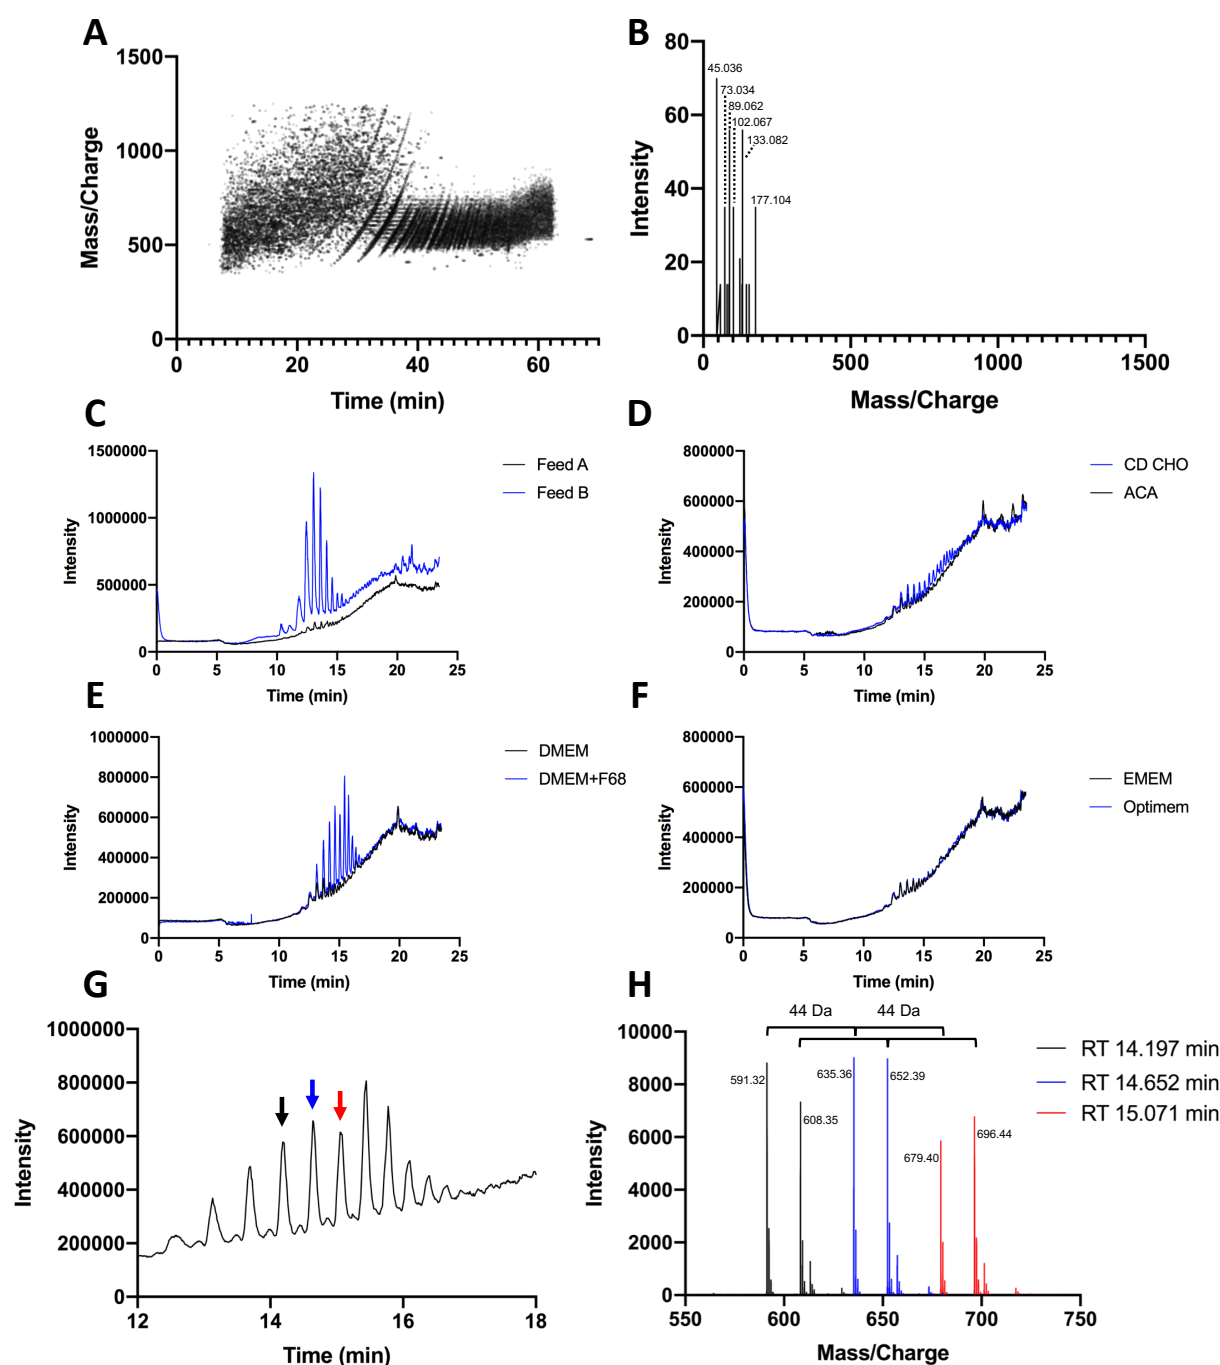 A
1500
1000
500
0
Mass/Charge
0
20
40
60
Time (min)
B
80
60
40
20
0
Intensity
45.036
73.034
89.062
102.067
133.082
177.104
0
500
1000
1500
Mass/Charge
C
1500000
1000000
500000
0
Intensity
Feed A
Feed B
0
5
10
15
20
25
Time (min)
D
800000
600000
400000
200000
0
Intensity
CD CHO
ACA
0
5
10
15
20
25
Time (min)
E
1000000
800000
600000
400000
200000
0
Intensity
DMEM
DMEM+F68
0
5
10
15
20
25
Time (min)
F
800000
600000
400000
200000
0
Intensity
EMEM
Optimem
0
5
10
15
20
25
Time (min)
G
1000000
800000
600000
400000
200000
0
Intensity
12
14
16
18
Time (min)
H
44 Da
44 Da
10000
8000
6000
4000
2000
0
Intensity
591.32
608.35
635.36
652.39
679.40
696.44
RT 14.197 min
RT 14.652 min
RT 15.071 min
550
600
650
700
750
Mass/Charge